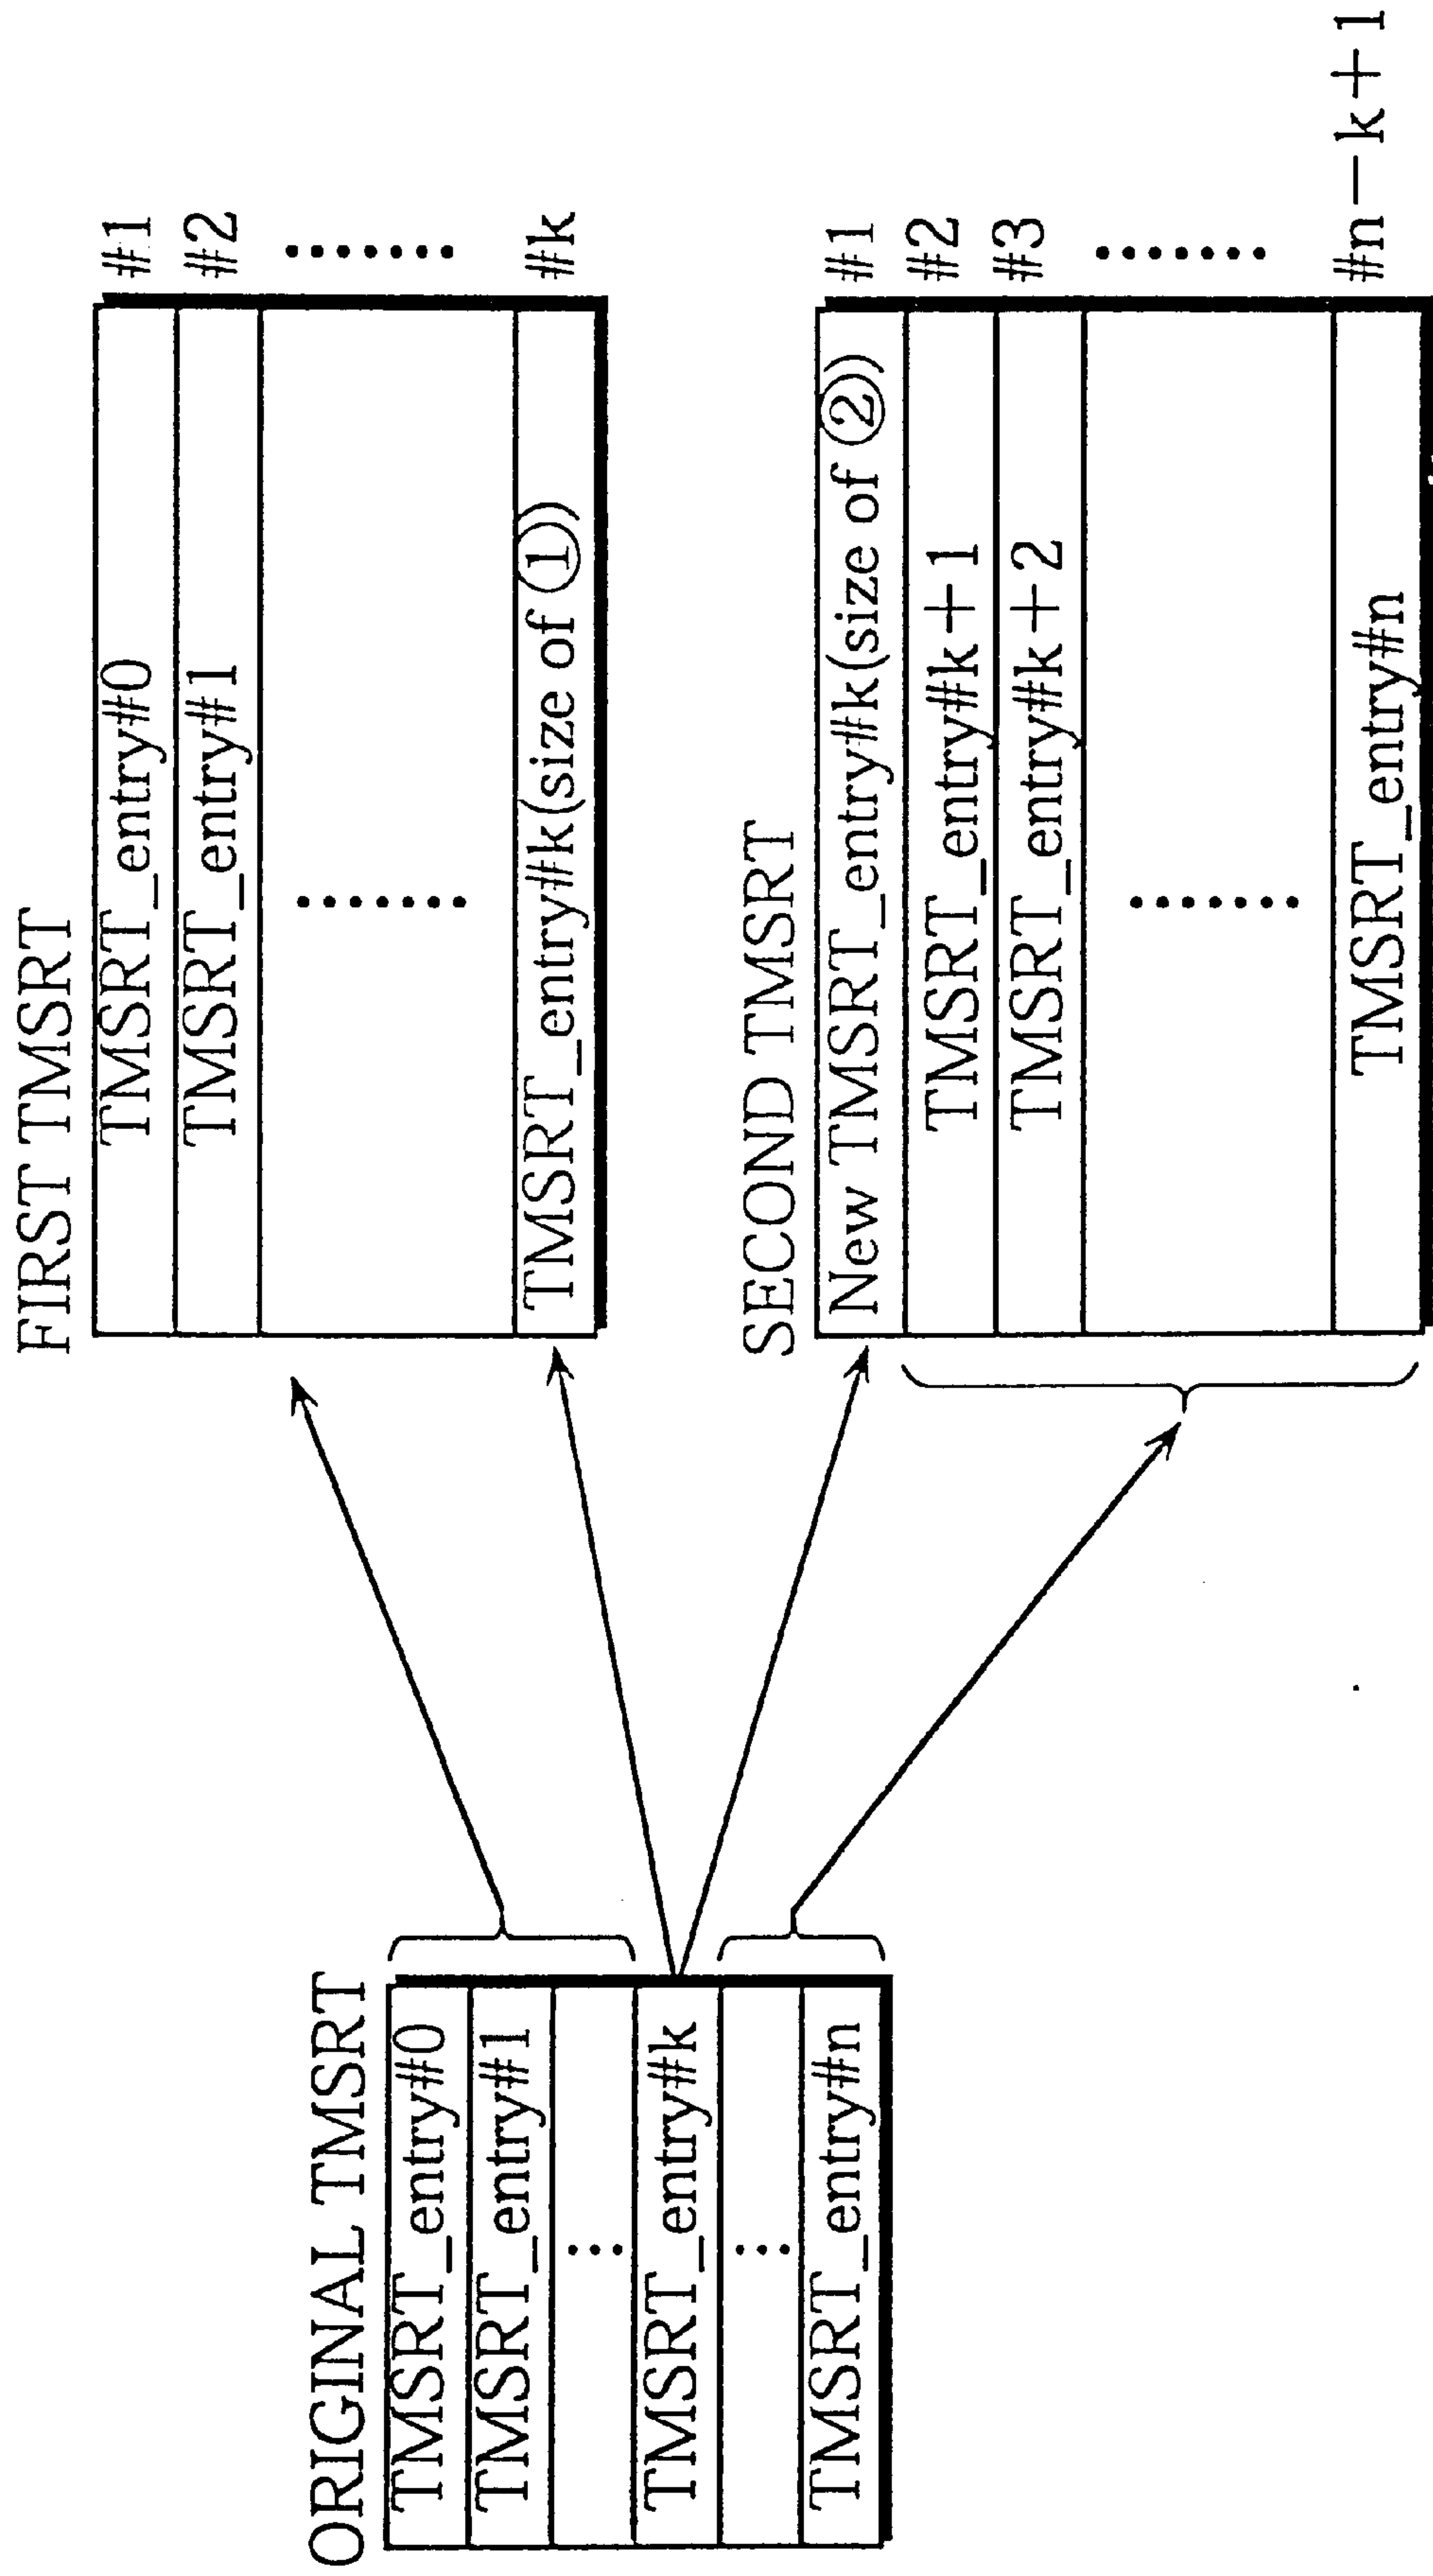 ORIGINAL TMSRT
TMSRT_entry#0
TMSRT_entry#1
...
TMSRT_entry#k
...
TMSRT_entry#n
FIRST TMSRT
TMSRT_entry#0 #1
TMSRT_entry#1 #2
....... .......
TMSRT_entry#k(size of ①) #k
SECOND TMSRT
New TMSRT_entry#k(size of ②) #1
TMSRT_entry#k+1 #2
TMSRT_entry#k+2 #3
....... .......
TMSRT_entry#n #n−k+1